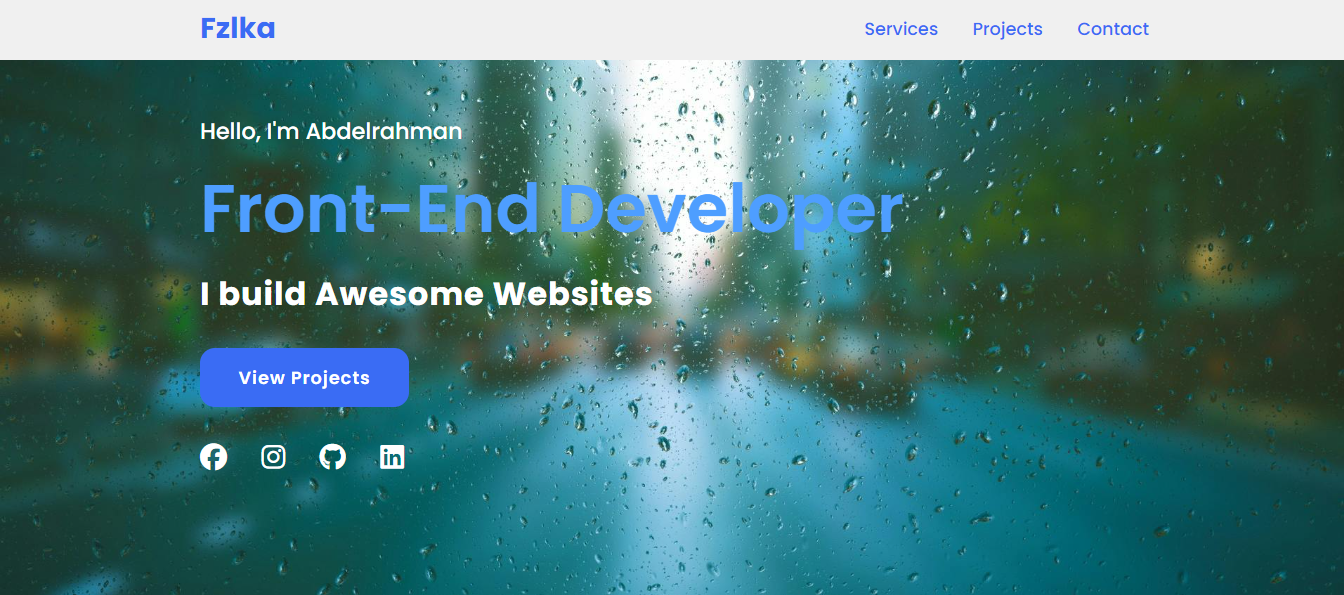 Fzlka
Services Projects Contact
Hello, I'm Abdelrahman
Front-End Developer
I build Awesome Websites
View Projects